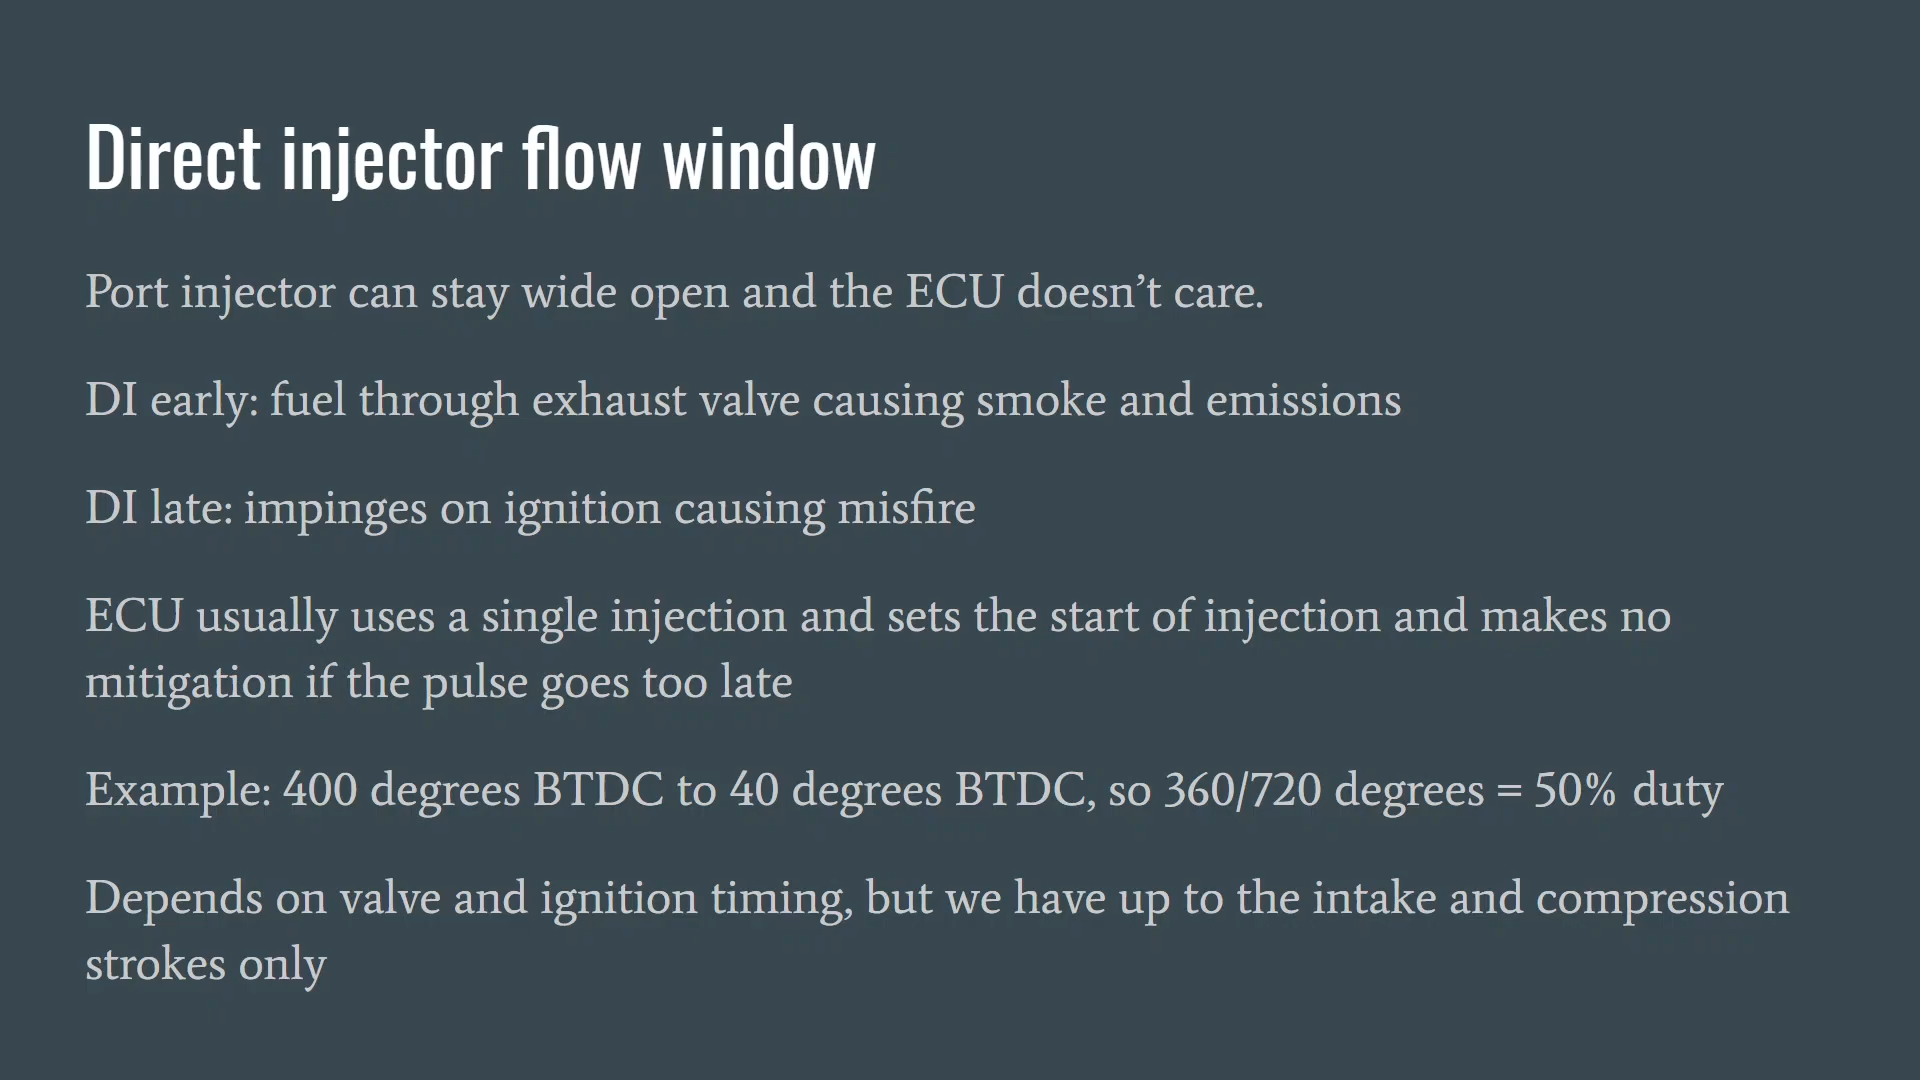 Direct injector flow window
Port injector can stay wide open and the ECU doesn’t care.
DI early: fuel through exhaust valve causing smoke and emissions
DI late: impinges on ignition causing misfire
ECU usually uses a single injection and sets the start of injection and makes no
mitigation if the pulse goes too late
Example: 400 degrees BTDC to 40 degrees BTDC, so 360/720 degrees = 50% duty
Depends on valve and ignition timing, but we have up to the intake and compression
strokes only